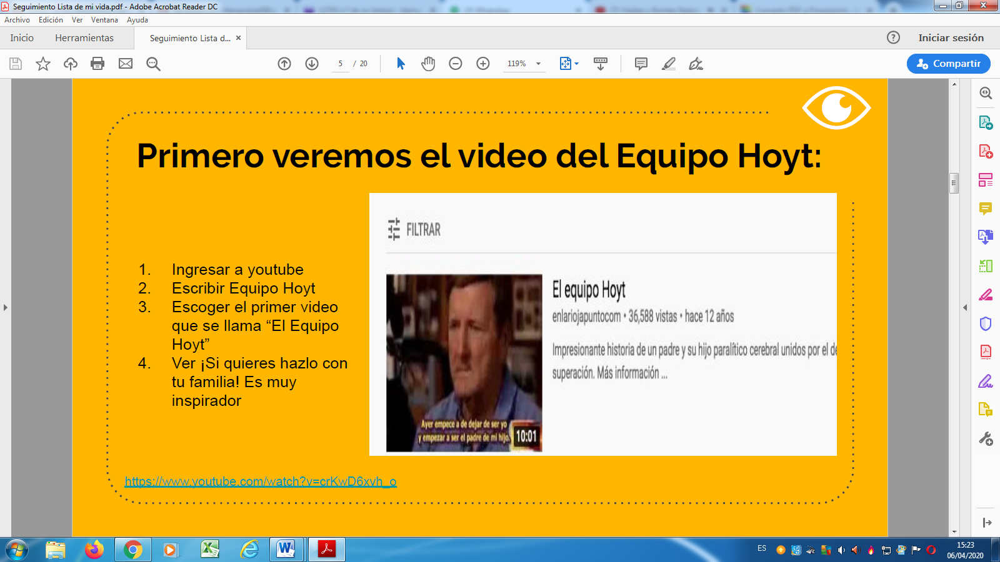 Seguimiento Lista de mi vida.pdf - Adobe Acrobat Reader DC
Archivo Edición Ver Ventana Ayuda
Inicio Herramientas Seguimiento Lista d... × Iniciar sesión
5 / 20 119% Compartir
Primero veremos el video del Equipo Hoyt:
1. Ingresar a youtube
2. Escribir Equipo Hoyt
3. Escoger el primer video
que se llama “El Equipo
Hoyt”
4. Ver ¡Si quieres hazlo con
tu familia! Es muy
inspirador
FILTRAR
El equipo Hoyt
enlariojapuntocom • 36,588 vistas • hace 12 años
Impresionante historia de un padre y su hijo paralítico cerebral unidos por el de
superación. Más información ...
Ayer empece a de dejar de ser yo
y empezar a ser el padre de mi hijo.
10:01
https://www.youtube.com/watch?v=crKwD6xvh_o
ES
15:23
06/04/2020